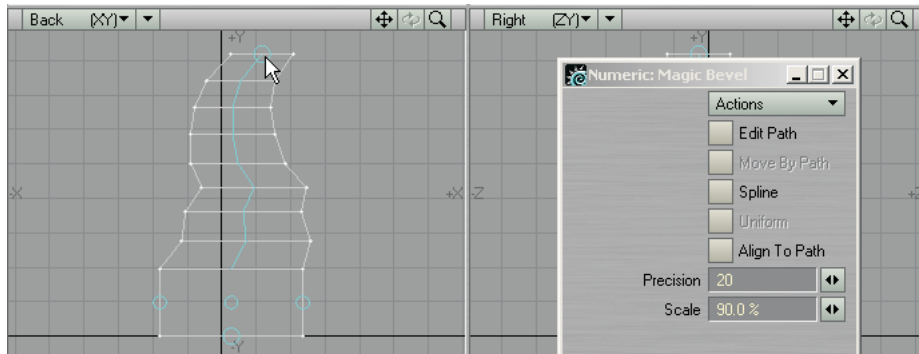 Back (XY)
Right (ZY)
+Y
+Y
Numeric: Magic Bevel
Actions
Edit Path
Move By Path
Spline
Uniform
Align To Path
Precision 20
Scale 90.0 %
-X
+X
-Z
+Z
-Y